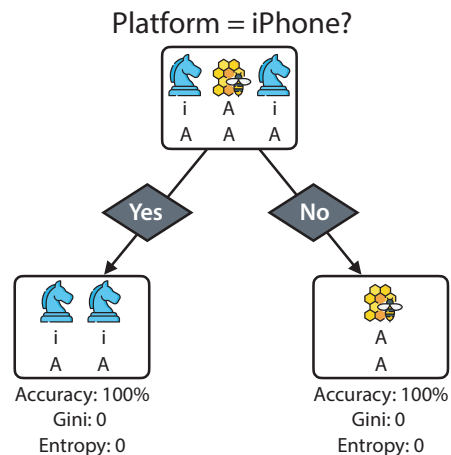 Platform = iPhone?
i A i
A A A
Yes
No
i i
A A
A
A
Accuracy: 100%
Gini: 0
Entropy: 0
Accuracy: 100%
Gini: 0
Entropy: 0